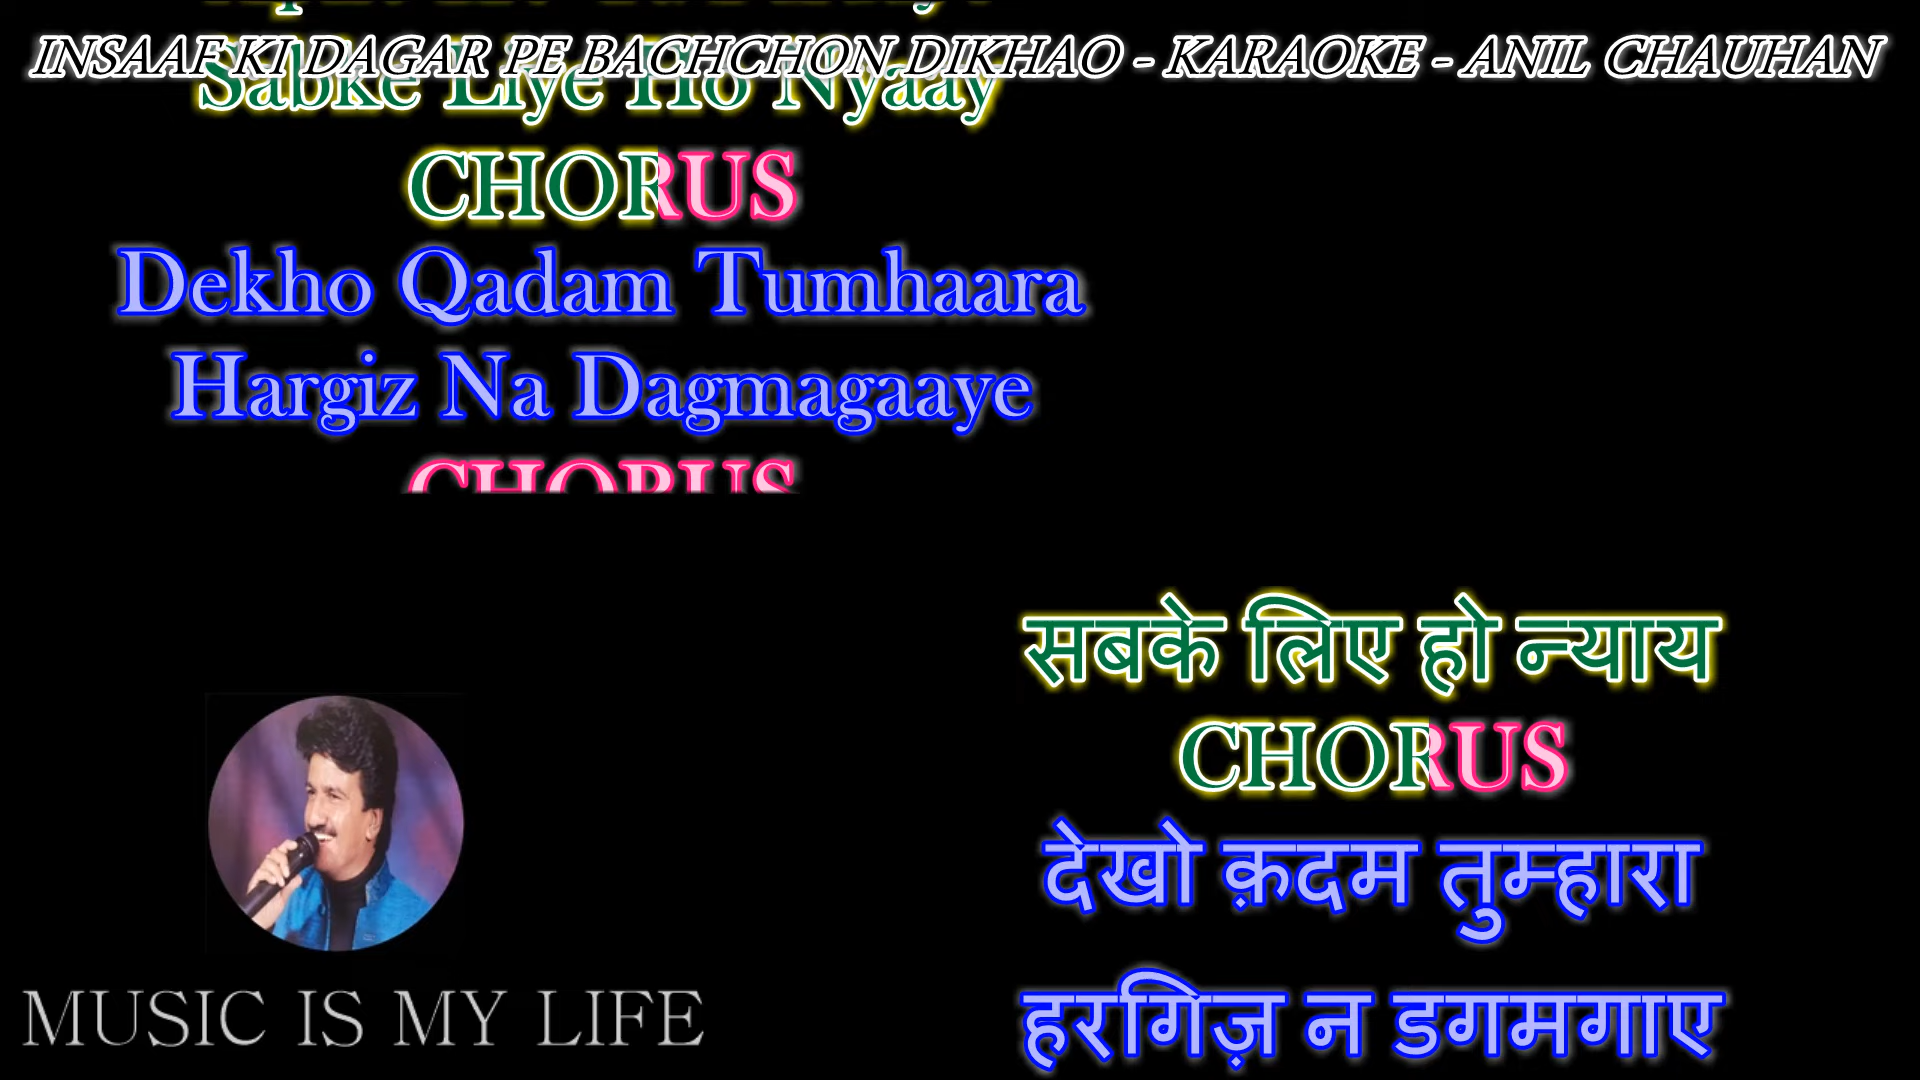 INSAAF KI DAGAR PE BACHCHON DIKHAO - KARAOKE - ANIL CHAUHAN
Sabke Liye Ho Nyaay
CHORUS
Dekho Qadam Tumhaara
Hargiz Na Dagmagaaye
CHORUS
सबके लिए हो न्याय
CHORUS
देखो क़दम तुम्हारा
हरगिज़ न डगमगाए
MUSIC IS MY LIFE